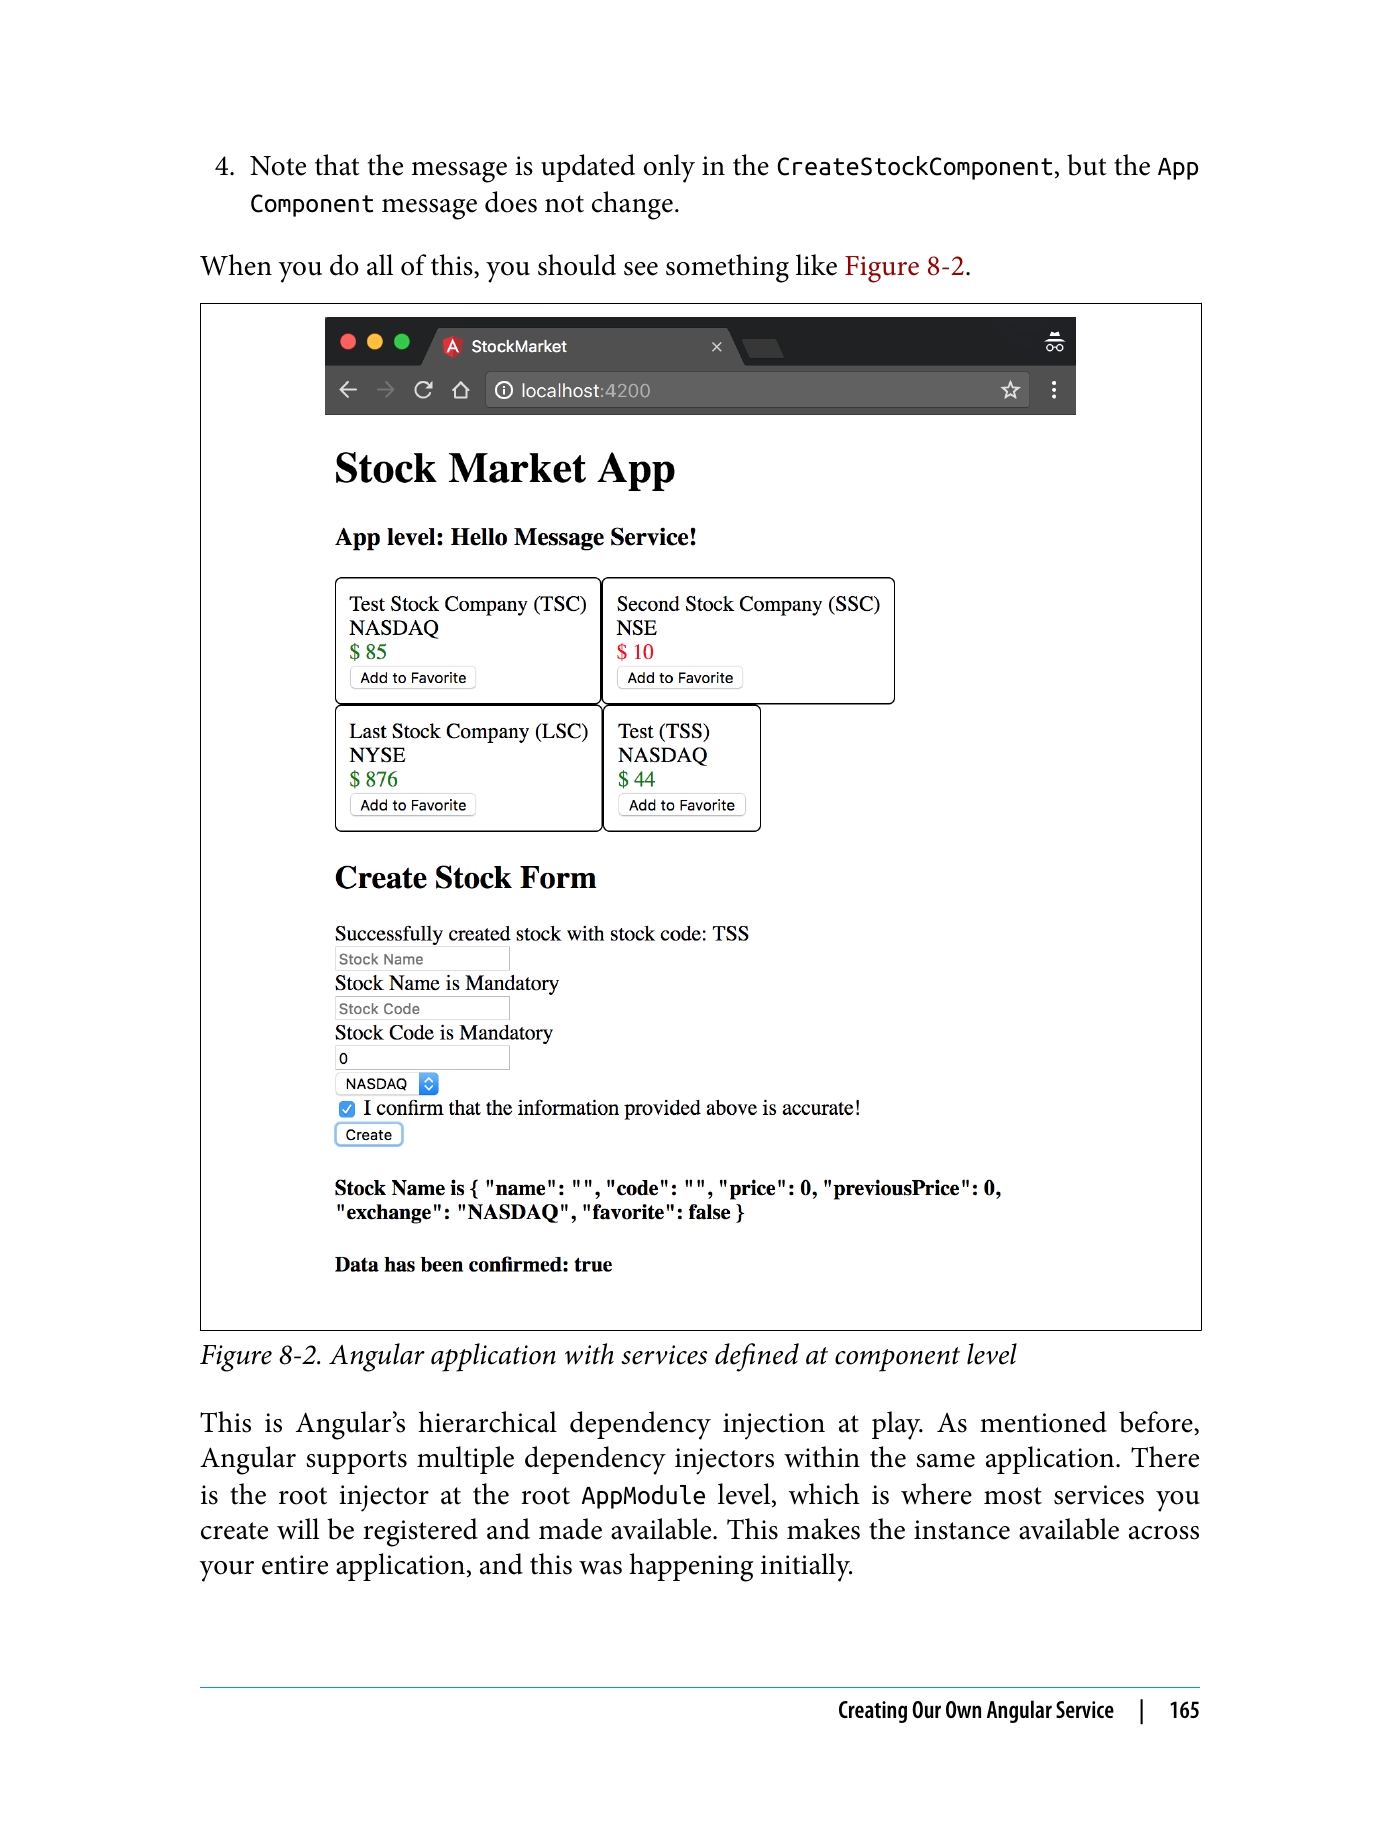 4. Note that the message is updated only in the CreateStockComponent, but the App
Component message does not change.
When you do all of this, you should see something like Figure 8-2.
StockMarket
localhost:4200
Stock Market App
App level: Hello Message Service!
Test Stock Company (TSC)
NASDAQ
$ 85
Add to Favorite
Second Stock Company (SSC)
NSE
$ 10
Add to Favorite
Last Stock Company (LSC)
NYSE
$ 876
Add to Favorite
Test (TSS)
NASDAQ
$ 44
Add to Favorite
Create Stock Form
Successfully created stock with stock code: TSS
Stock Name
Stock Name is Mandatory
Stock Code
Stock Code is Mandatory
0
NASDAQ
I confirm that the information provided above is accurate!
Create
Stock Name is { "name": "", "code": "", "price": 0, "previousPrice": 0,
"exchange": "NASDAQ", "favorite": false }
Data has been confirmed: true
Figure 8-2. Angular application with services defined at component level
This is Angular’s hierarchical dependency injection at play. As mentioned before,
Angular supports multiple dependency injectors within the same application. There
is the root injector at the root AppModule level, which is where most services you
create will be registered and made available. This makes the instance available across
your entire application, and this was happening initially.
Creating Our Own Angular Service | 165